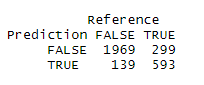 Reference
Prediction FALSE TRUE
FALSE 1969 299
TRUE 139 593